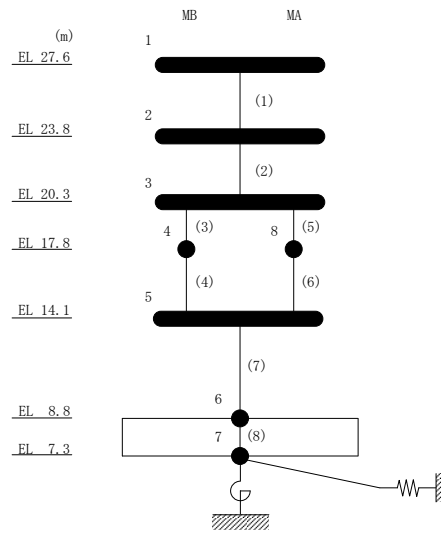 MB MA
(m)
1
EL 27.6
(1)
2
EL 23.8
(2)
3
EL 20.3
4 (3) 8 (5)
EL 17.8
(4) (6)
5
EL 14.1
(7)
6
EL 8.8
7 (8)
EL 7.3